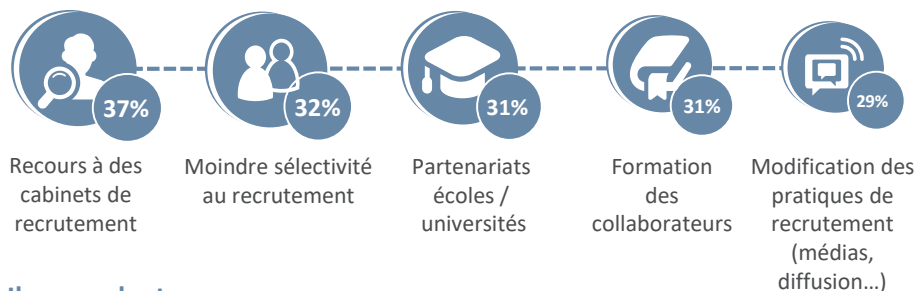 37%
32%
31%
31%
29%
Recours à des
cabinets de
recrutement
Moindre sélectivité
au recrutement
Partenariats
écoles /
universités
Formation
des
collaborateurs
Modification des
pratiques de
recrutement
(médias,
diffusion…)